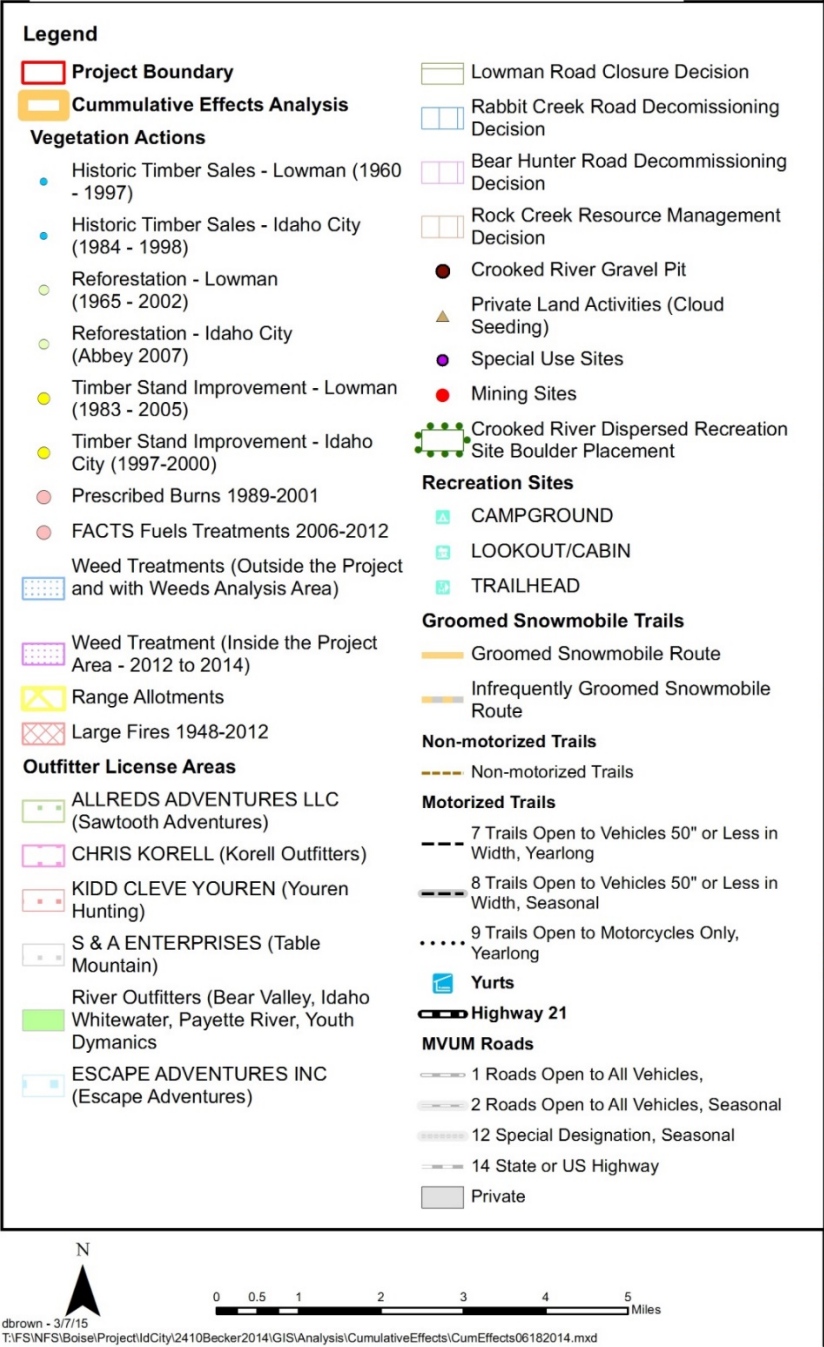 Legend
Project Boundary
Cummulative Effects Analysis
Vegetation Actions
Historic Timber Sales - Lowman (1960
- 1997)
Historic Timber Sales - Idaho City
(1984 - 1998)
Reforestation - Lowman
(1965 - 2002)
Reforestation - Idaho City
(Abbey 2007)
Timber Stand Improvement - Lowman
(1983 - 2005)
Timber Stand Improvement - Idaho
City (1997-2000)
Prescribed Burns 1989-2001
FACTS Fuels Treatments 2006-2012
Weed Treatments (Outside the Project
and with Weeds Analysis Area)
Weed Treatment (Inside the Project
Area - 2012 to 2014)
Range Allotments
Large Fires 1948-2012
Outfitter License Areas
ALLREDS ADVENTURES LLC
(Sawtooth Adventures)
CHRIS KORELL (Korell Outfitters)
KIDD CLEVE YOUREN (Youren
Hunting)
S & A ENTERPRISES (Table
Mountain)
River Outfitters (Bear Valley, Idaho
Whitewater, Payette River, Youth
Dymanics
ESCAPE ADVENTURES INC
(Escape Adventures)
Lowman Road Closure Decision
Rabbit Creek Road Decomissioning
Decision
Bear Hunter Road Decommissioning
Decision
Rock Creek Resource Management
Decision
Crooked River Gravel Pit
Private Land Activities (Cloud
Seeding)
Special Use Sites
Mining Sites
Crooked River Dispersed Recreation
Site Boulder Placement
Recreation Sites
CAMPGROUND
LOOKOUT/CABIN
TRAILHEAD
Groomed Snowmobile Trails
Groomed Snowmobile Route
Infrequently Groomed Snowmobile
Route
Non-motorized Trails
Non-motorized Trails
Motorized Trails
7 Trails Open to Vehicles 50" or Less in
Width, Yearlong
8 Trails Open to Vehicles 50" or Less in
Width, Seasonal
9 Trails Open to Motorcycles Only,
Yearlong
Yurts
Highway 21
MVUM Roads
1 Roads Open to All Vehicles,
2 Roads Open to All Vehicles, Seasonal
12 Special Designation, Seasonal
14 State or US Highway
Private
N
0 0.5 1 2 3 4 5
Miles
dbrown - 3/7/15
T:\FS\NFS\Boise\Project\IdCity\2410Becker2014\GIS\Analysis\CumulativeEffects\CumEffects06182014.mxd